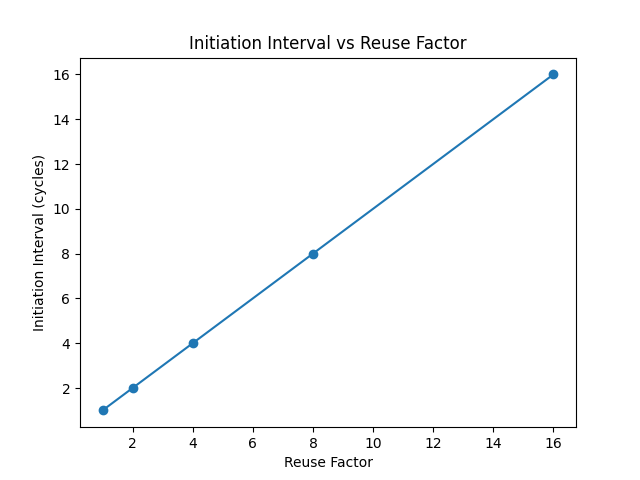 Initiation Interval vs Reuse Factor
Initiation Interval (cycles)
16
14
12
10
8
6
4
2
2 4 6 8 10 12 14 16
Reuse Factor